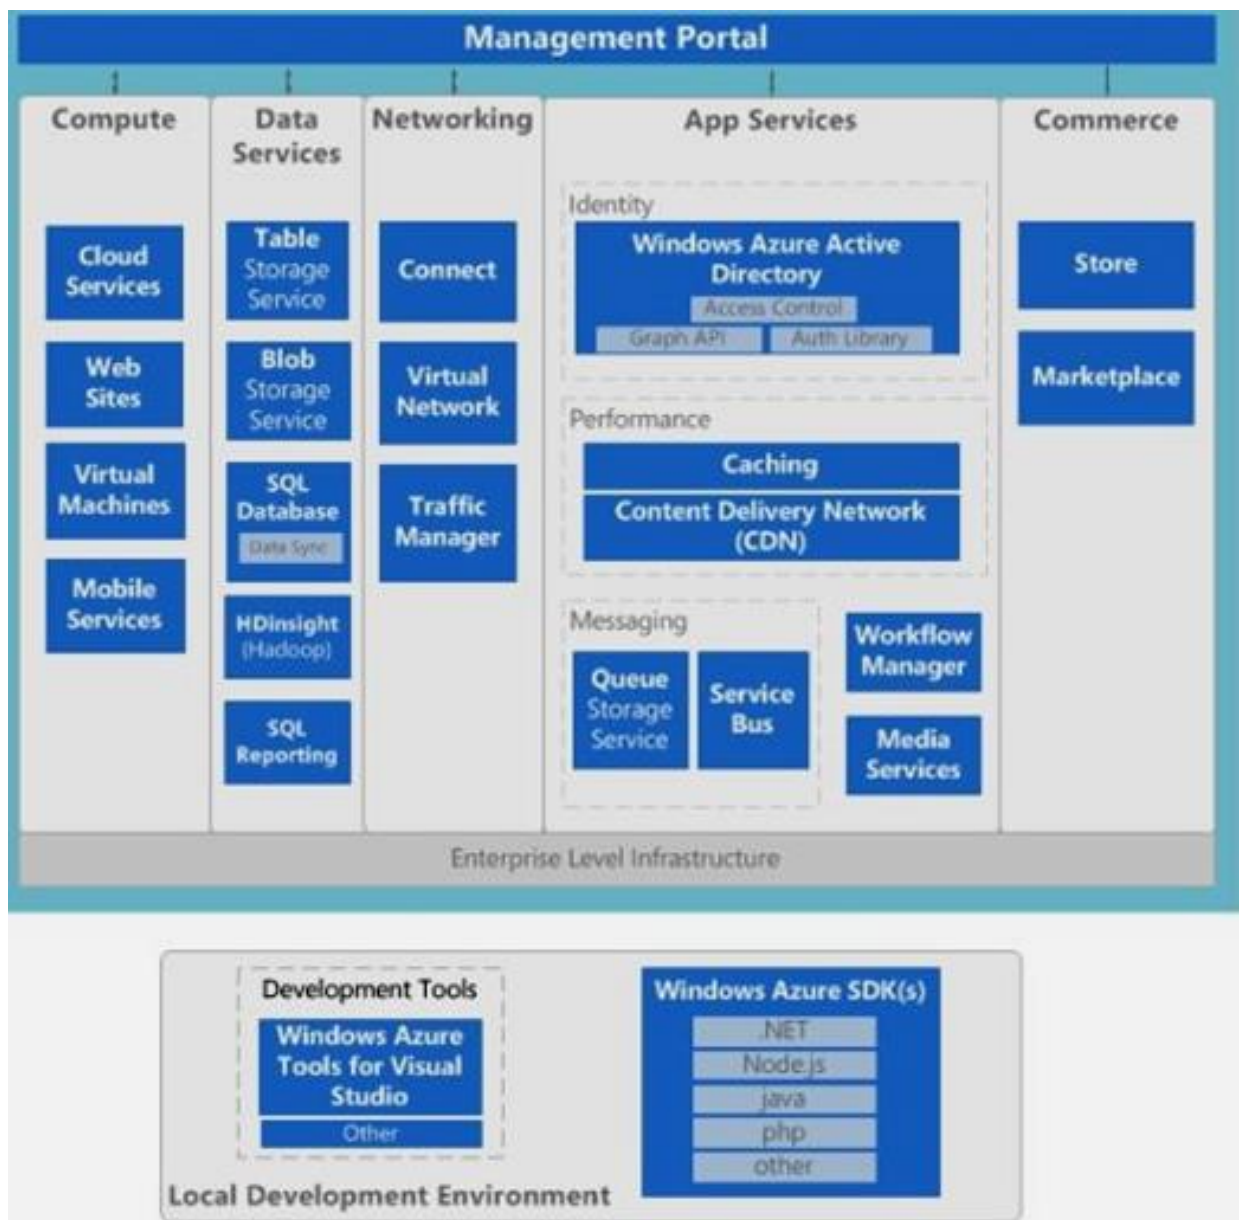 Management Portal
Compute
Cloud
Services
Web
Sites
Virtual
Machines
Mobile
Services
Data
Services
Table
Storage
Service
Blob
Storage
Service
SQL
Database
Data Sync
HDinsight
(Hadoop)
SQL
Reporting
Networking
Connect
Virtual
Network
Traffic
Manager
App Services
Identity
Windows Azure Active
Directory
Access Control
Graph API
Auth Library
Performance
Caching
Content Delivery Network
(CDN)
Messaging
Queue
Storage
Service
Service
Bus
Workflow
Manager
Media
Services
Commerce
Store
Marketplace
Enterprise Level Infrastructure
Development Tools
Windows Azure
Tools for Visual
Studio
Other
Windows Azure SDK(s)
.NET
Node.js
java
php
other
Local Development Environment